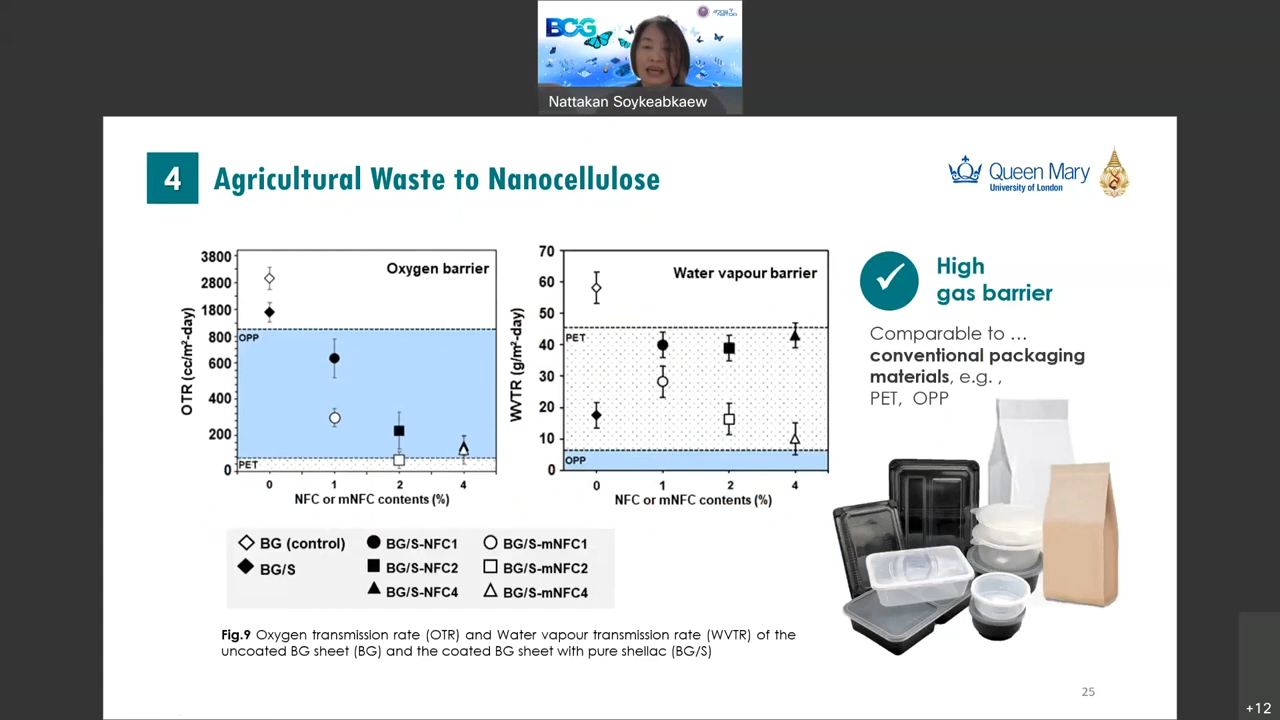 BCG
Nattakan Soykeabkaew
4
Agricultural Waste to Nanocellulose
Queen Mary
University of London
Oxygen barrier
3800
2800
1800
800
600
400
200
0
OTR (cc/m²-day)
OPP
PET
0 1 2 4
NFC or mNFC contents (%)
Water vapour barrier
70
60
50
40
30
20
10
0
WVTR (g/m²-day)
PET
OPP
0 1 2 4
NFC or mNFC contents (%)
BG (control)
BG/S
BG/S-NFC1
BG/S-NFC2
BG/S-NFC4
BG/S-mNFC1
BG/S-mNFC2
BG/S-mNFC4
Fig.9 Oxygen transmission rate (OTR) and Water vapour transmission rate (WVTR) of the
uncoated BG sheet (BG) and the coated BG sheet with pure shellac (BG/S)
High
gas barrier
Comparable to …
conventional packaging
materials, e.g. ,
PET, OPP
25
+12